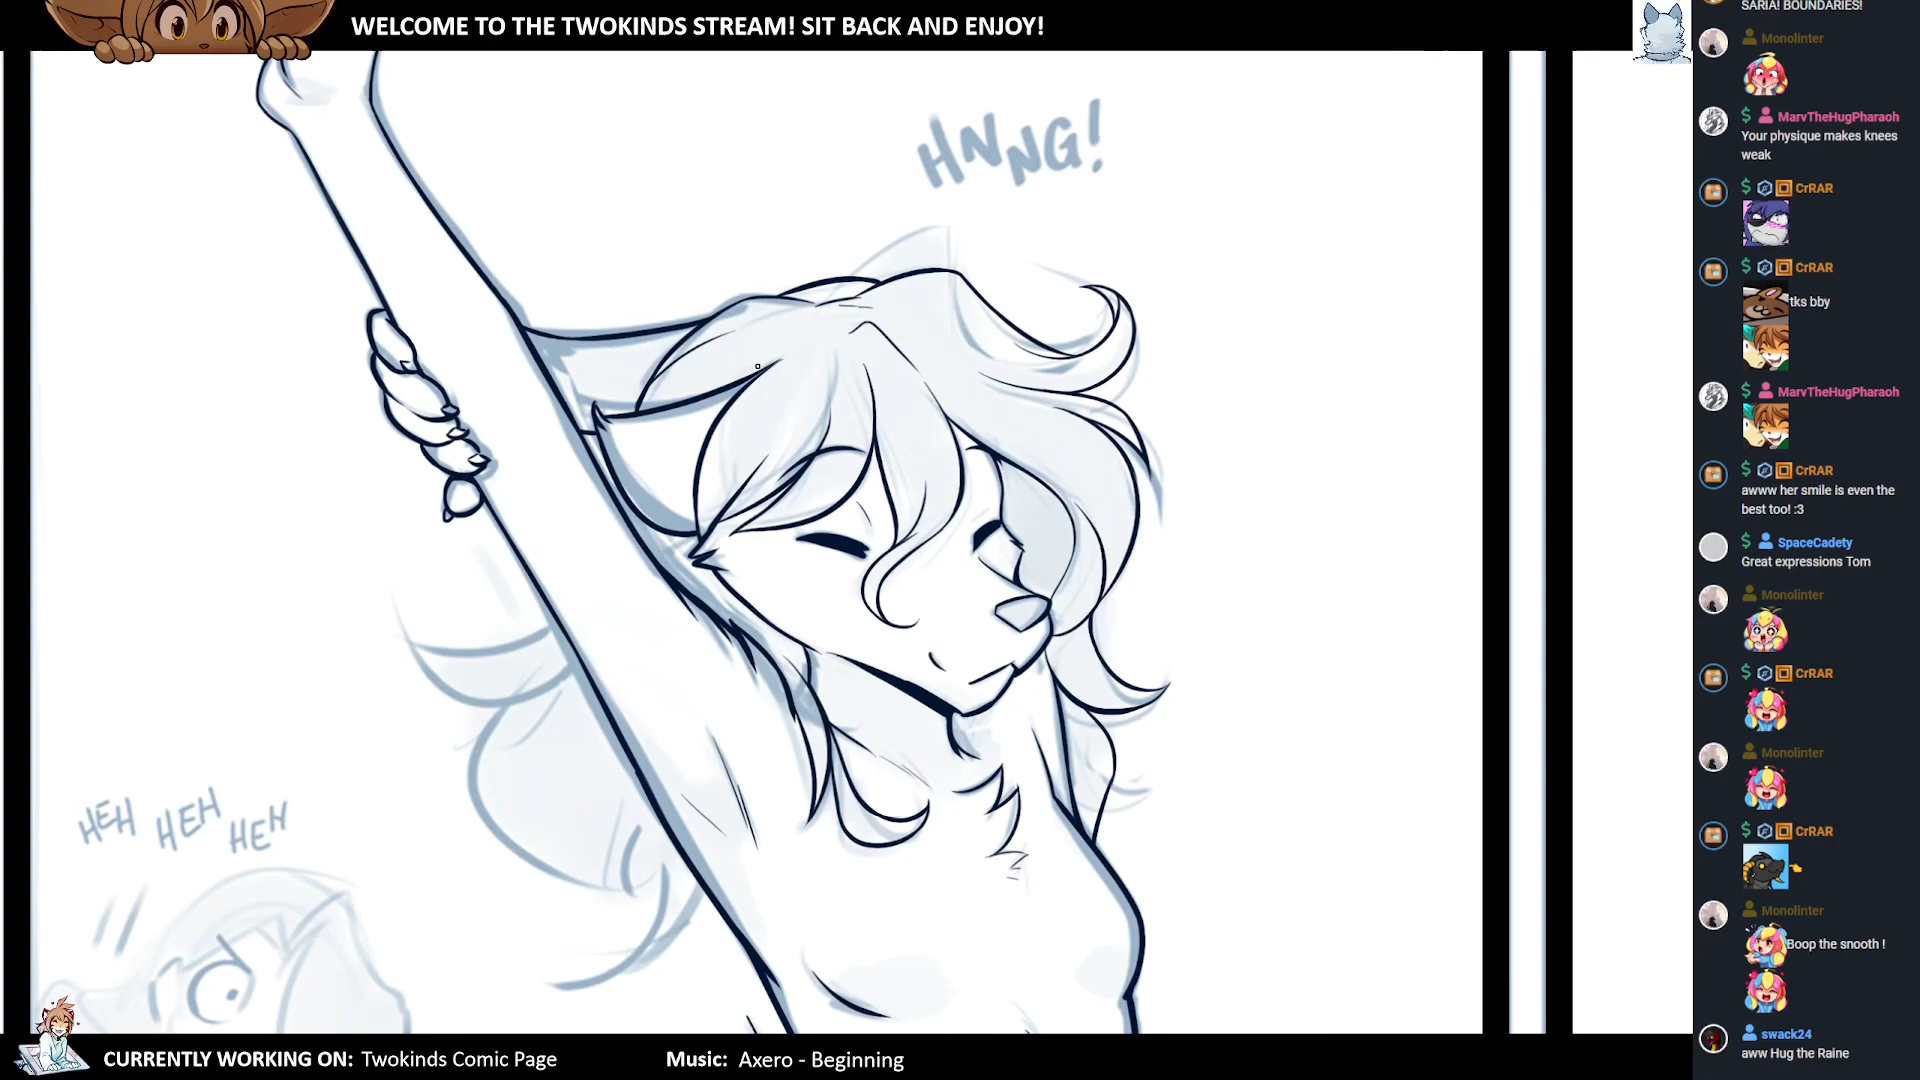 WELCOME TO THE TWOKINDS STREAM! SIT BACK AND ENJOY!
HNNG!
HEH HEH HEH
CURRENTLY WORKING ON: Twokinds Comic Page
Music: Axero - Beginning
SARIA! BOUNDARIES!
Monolinter
$ MarvTheHugPharaoh
Your physique makes knees
weak
$ CrRAR
$ CrRAR
tks bby
$ MarvTheHugPharaoh
$ CrRAR
awww her smile is even the
best too! :3
$ SpaceCadety
Great expressions Tom
Monolinter
$ CrRAR
Monolinter
$ CrRAR
Monolinter
Boop the snooth !
swack24
aww Hug the Raine